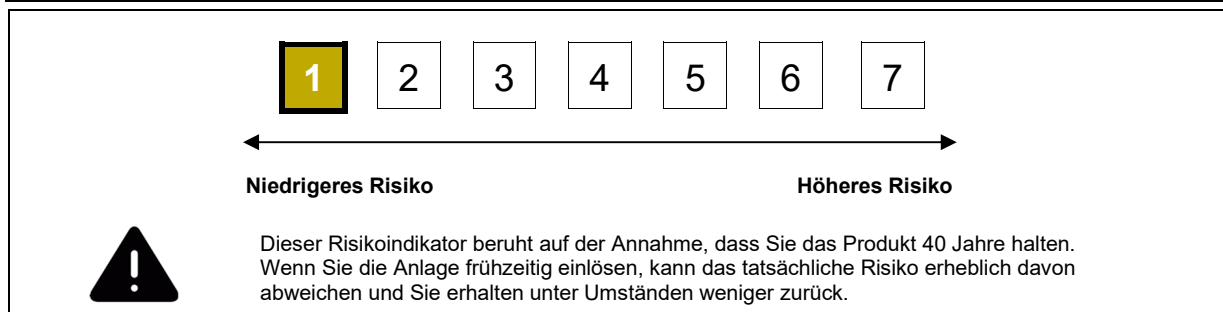 1 2 3 4 5 6 7
Niedrigeres Risiko Höheres Risiko
Dieser Risikoindikator beruht auf der Annahme, dass Sie das Produkt 40 Jahre halten.
Wenn Sie die Anlage frühzeitig einlösen, kann das tatsächliche Risiko erheblich davon
abweichen und Sie erhalten unter Umständen weniger zurück.